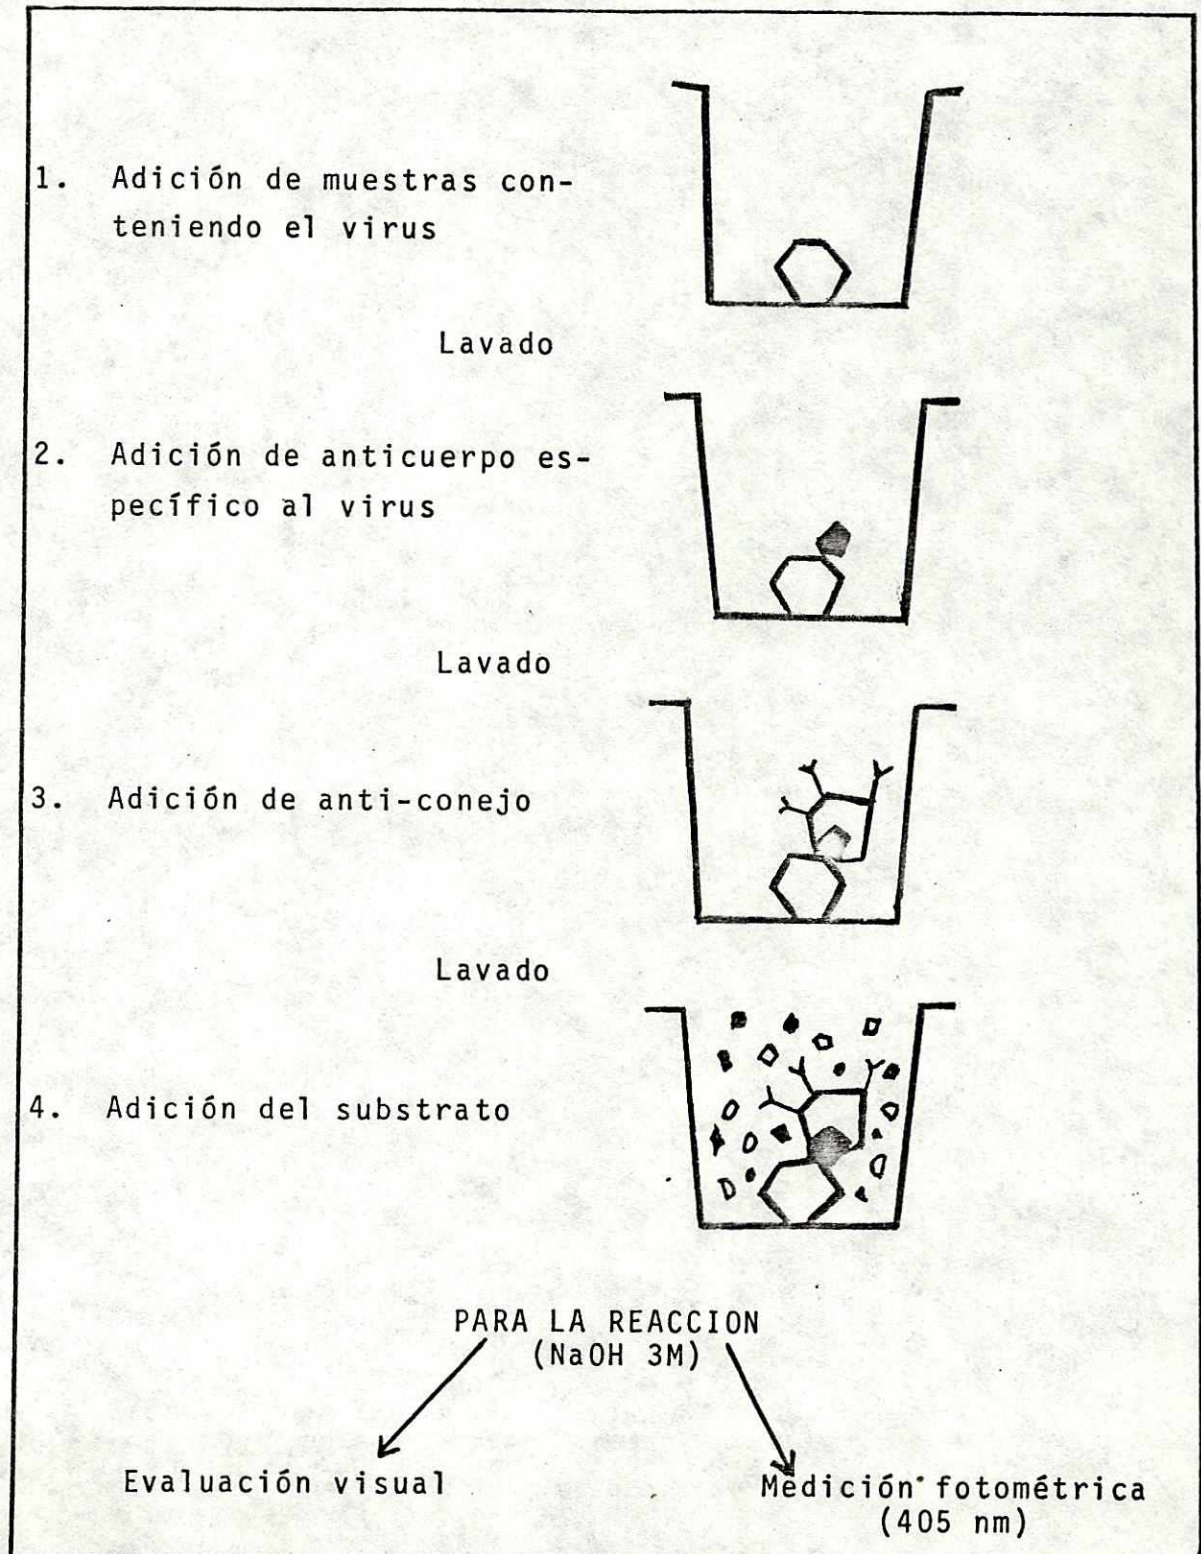 1. Adición de muestras con-
teniendo el virus
Lavado
2. Adición de anticuerpo es-
pecífico al virus
Lavado
3. Adición de anti-conejo
Lavado
4. Adición del substrato
PARA LA REACCION
(NaOH 3M)
Evaluación visual
Medición fotométrica
(405 nm)